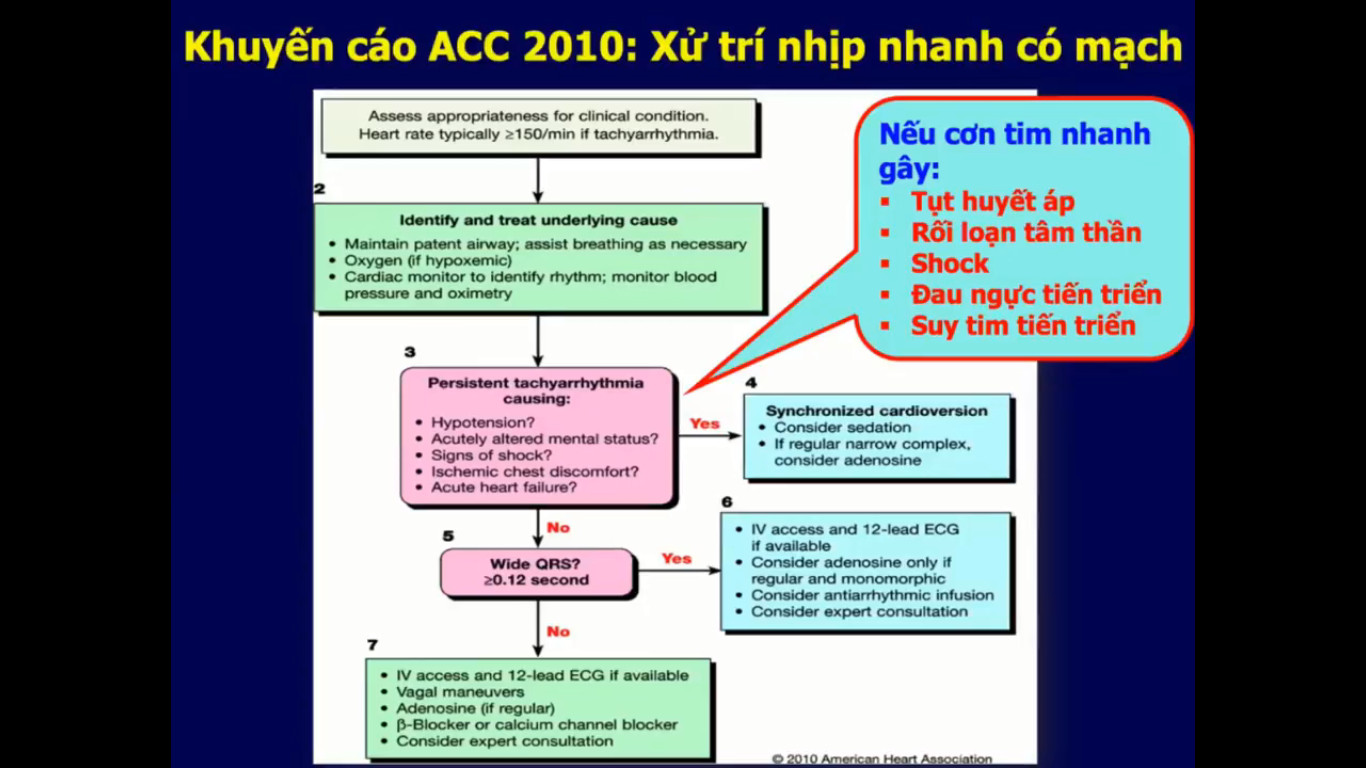 Khuyến cáo ACC 2010: Xử trí nhịp nhanh có mạch
Assess appropriateness for clinical condition.
Heart rate typically ≥150/min if tachyarrhythmia.
Nếu cơn tim nhanh
gây:
▪ Tụt huyết áp
▪ Rối loạn tâm thần
▪ Shock
▪ Đau ngực tiến triển
▪ Suy tim tiến triển
2
Identify and treat underlying cause
• Maintain patent airway; assist breathing as necessary
• Oxygen (if hypoxemic)
• Cardiac monitor to identify rhythm; monitor blood
pressure and oximetry
3
Persistent tachyarrhythmia
causing:
• Hypotension?
• Acutely altered mental status?
• Signs of shock?
• Ischemic chest discomfort?
• Acute heart failure?
Yes
4
Synchronized cardioversion
• Consider sedation
• If regular narrow complex,
consider adenosine
No
5
Wide QRS?
≥0.12 second
Yes
6
• IV access and 12-lead ECG
if available
• Consider adenosine only if
regular and monomorphic
• Consider antiarrhythmic infusion
• Consider expert consultation
No
7
• IV access and 12-lead ECG if available
• Vagal maneuvers
• Adenosine (if regular)
• β-Blocker or calcium channel blocker
• Consider expert consultation
© 2010 American Heart Association